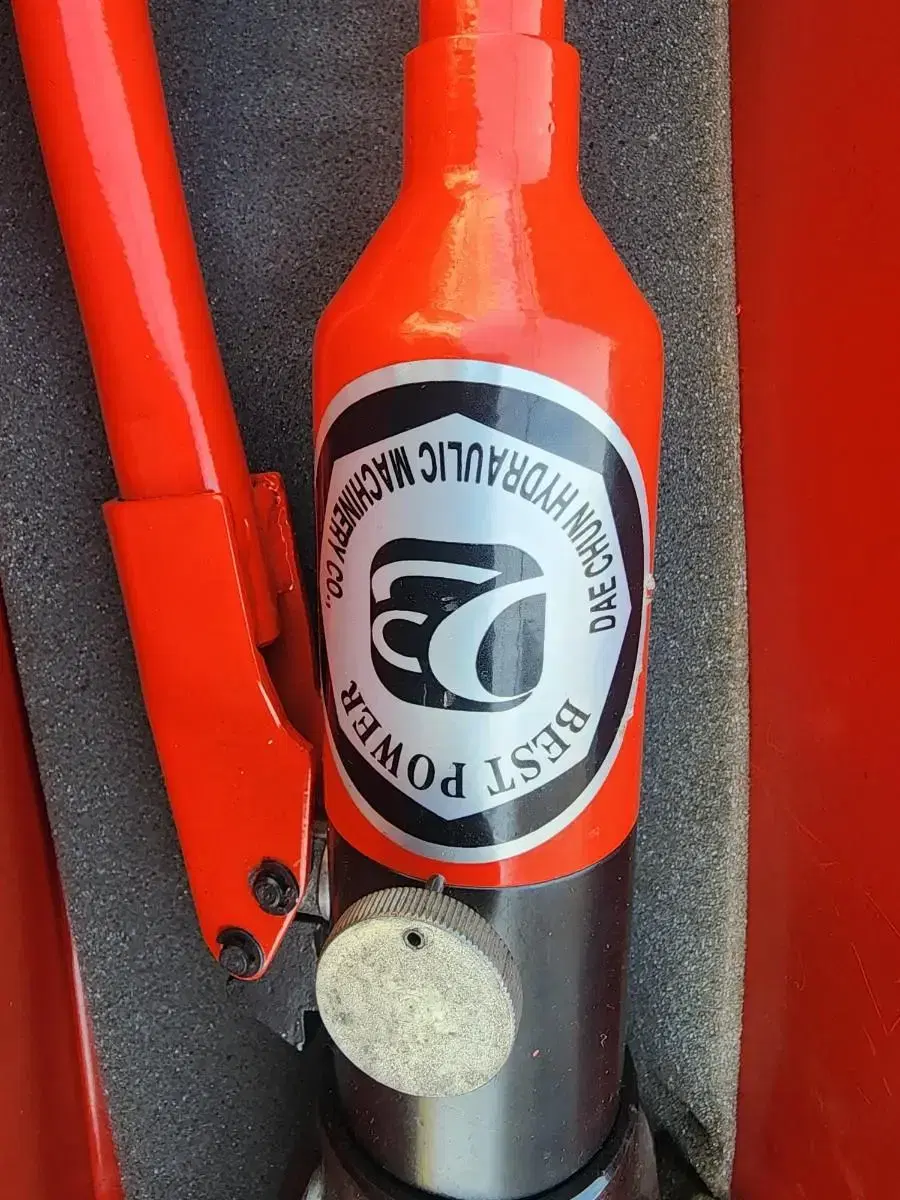 BEST POWER
DAE CHUN HYDRAULIC MACHINERY CO.,